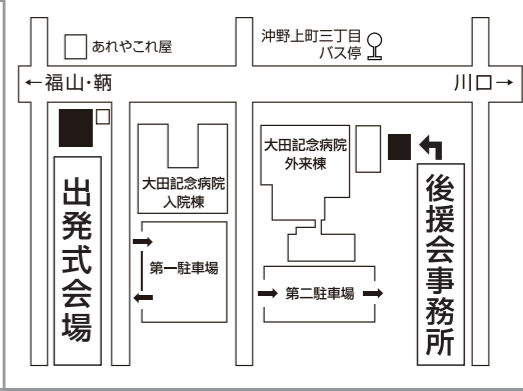 あれやこれ屋
沖野上町三丁目
バス停
←福山・鞆
川口→
大田記念病院
入院棟
大田記念病院
外来棟
出発式会場
後援会事務所
第一駐車場
第二駐車場